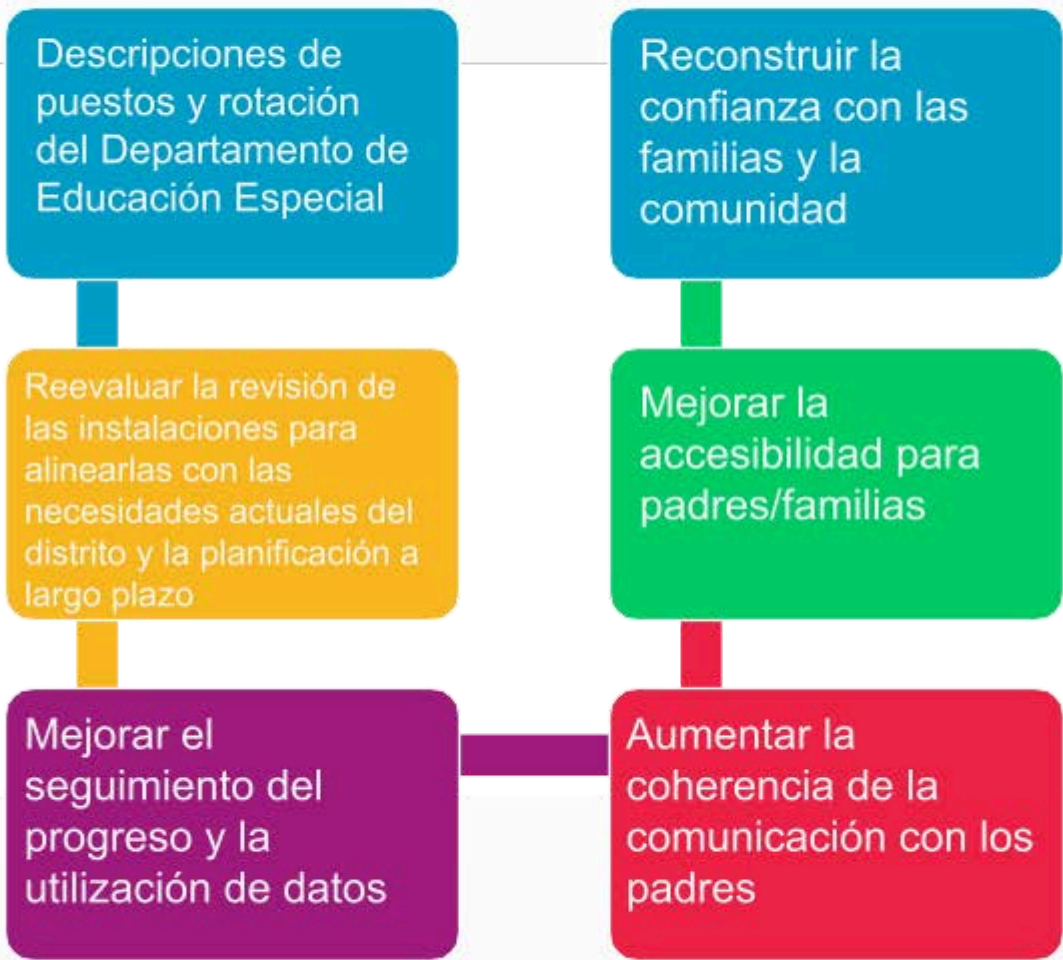 Descripciones de
puestos y rotación
del Departamento de
Educación Especial
Reevaluar la revisión de
las instalaciones para
alinearlas con las
necesidades actuales del
distrito y la planificación a
largo plazo
Mejorar el
seguimiento del
progreso y la
utilización de datos
Aumentar la
coherencia de la
comunicación con los
padres
Mejorar la
accesibilidad para
padres/familias
Reconstruir la
confianza con las
familias y la
comunidad